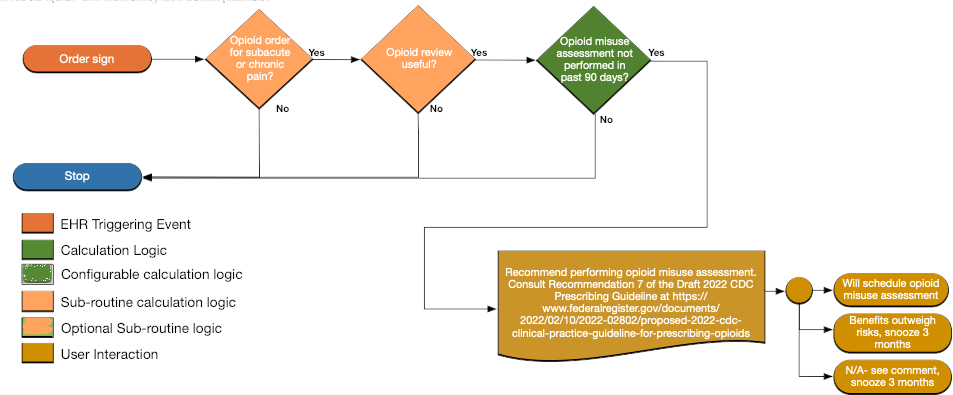 Order sign
Opioid order
for subacute
or chronic
pain?
Yes
No
Opioid review
useful?
Yes
No
Opioid misuse
assessment not
performed in
past 90 days?
Yes
No
Stop
EHR Triggering Event
Calculation Logic
Configurable calculation logic
Sub-routine calculation logic
Optional Sub-routine logic
User Interaction
Recommend performing opioid misuse assessment.
Consult Recommendation 7 of the Draft 2022 CDC
Prescribing Guideline at https://
www.federalregister.gov/documents/
2022/02/10/2022-02802/proposed-2022-cdc-
clinical-practice-guideline-for-prescribing-opioids
Will schedule opioid
misuse assessment
Benefits outweigh
risks, snooze 3
months
N/A- see comment,
snooze 3 months